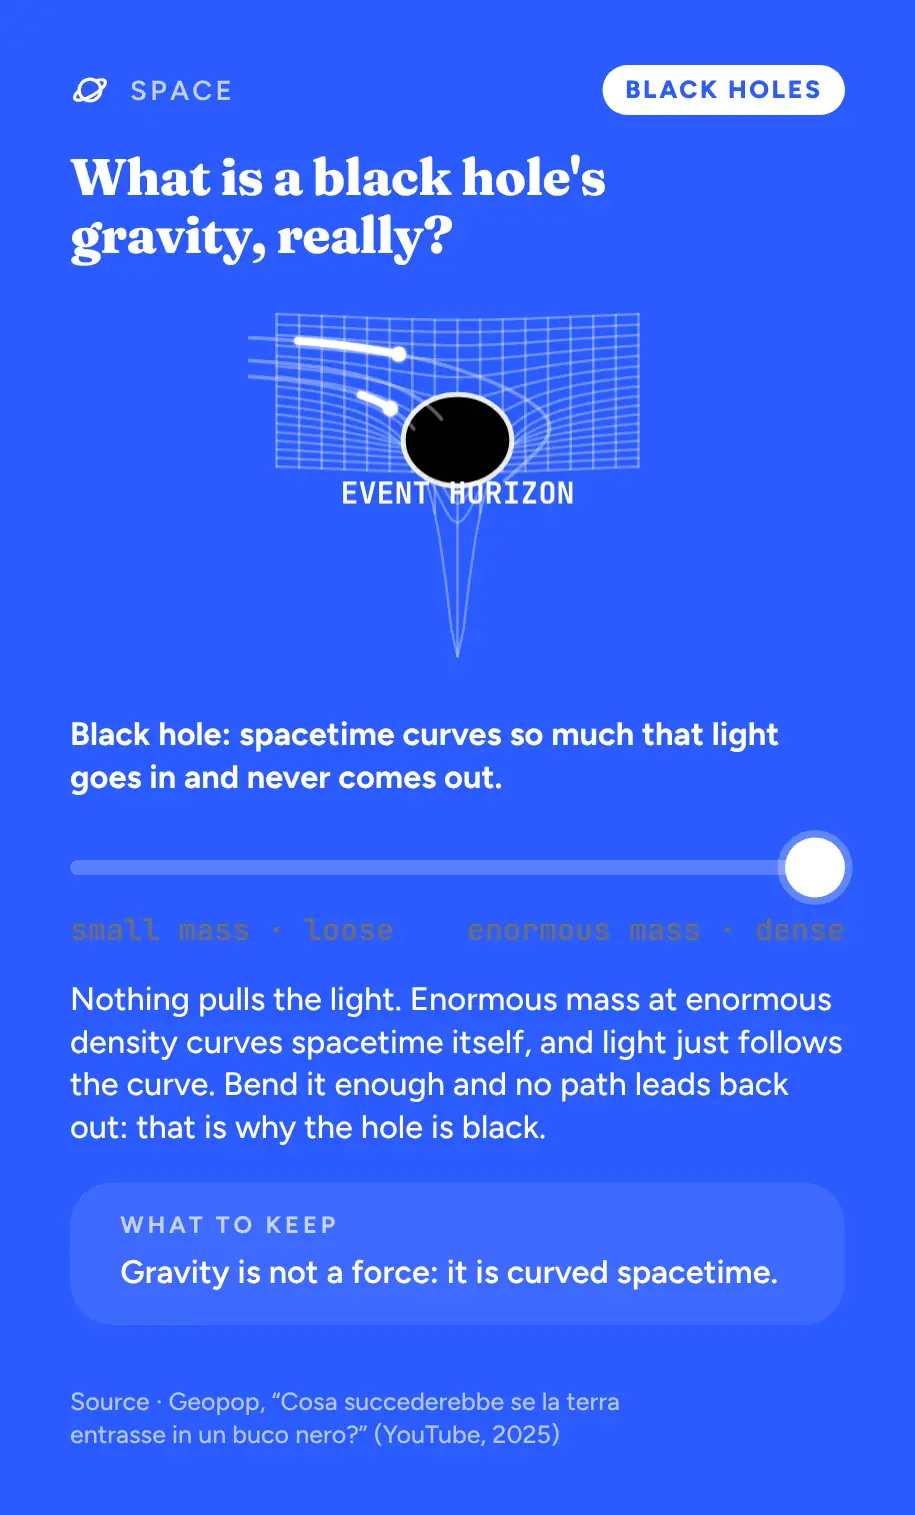 SPACE
BLACK HOLES
What is a black hole's
gravity, really?
EVENT HORIZON
Black hole: spacetime curves so much that light
goes in and never comes out.
small mass · loose
enormous mass · dense
Nothing pulls the light. Enormous mass at enormous
density curves spacetime itself, and light just follows
the curve. Bend it enough and no path leads back
out: that is why the hole is black.
WHAT TO KEEP
Gravity is not a force: it is curved spacetime.
Source · Geopop, “Cosa succederebbe se la terra
entrasse in un buco nero?” (YouTube, 2025)